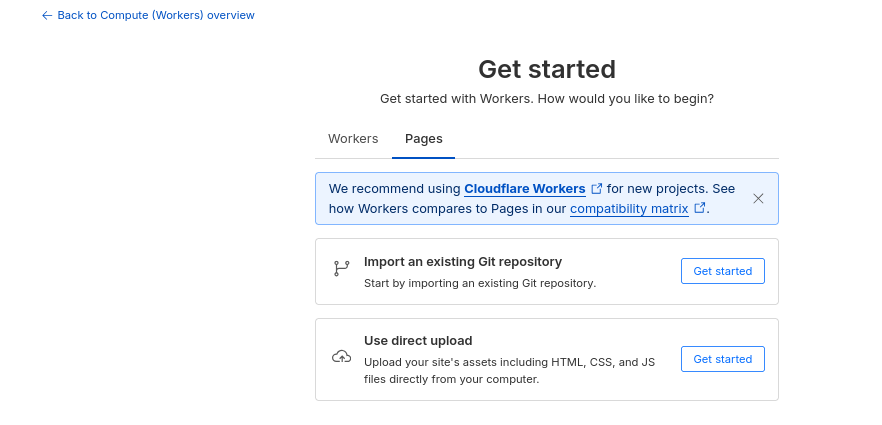 ← Back to Compute (Workers) overview
Get started
Get started with Workers. How would you like to begin?
Workers Pages
We recommend using Cloudflare Workers for new projects. See
how Workers compares to Pages in our compatibility matrix.
Import an existing Git repository
Start by importing an existing Git repository.
Get started
Use direct upload
Upload your site's assets including HTML, CSS, and JS
files directly from your computer.
Get started